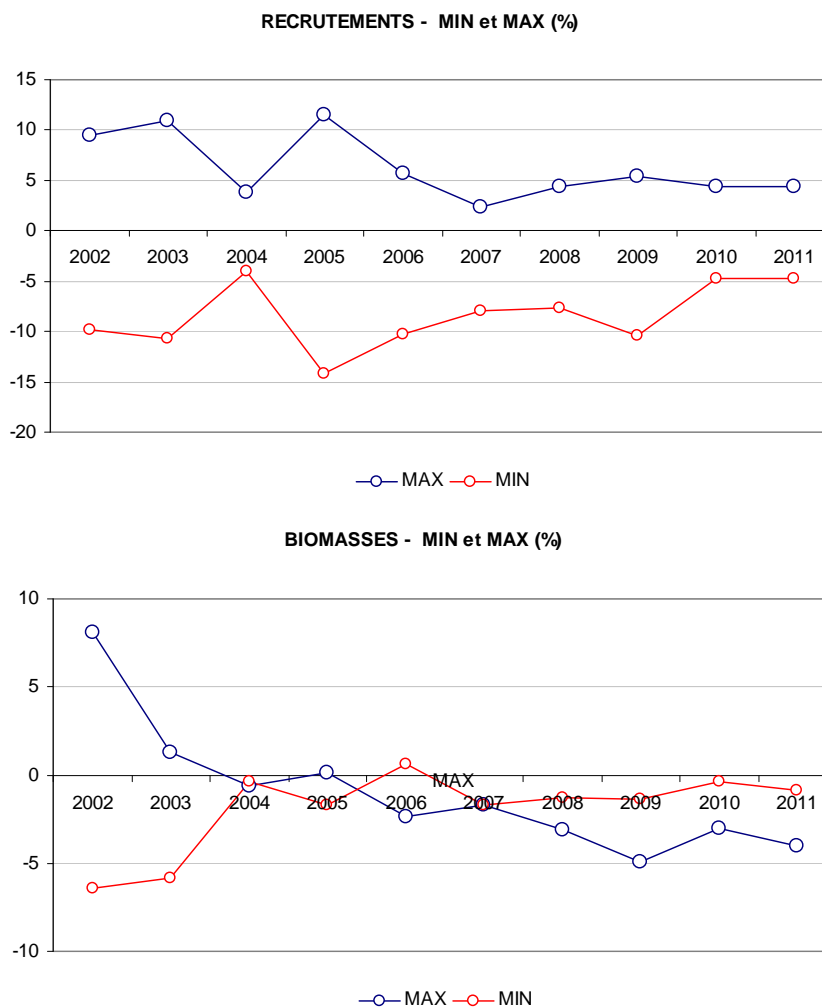 RECRUTEMENTS - MIN et MAX (%)
15
10
5
0
2002 2003 2004 2005 2006 2007 2008 2009 2010 2011
-5
-10
-15
-20
MAX MIN
BIOMASSES - MIN et MAX (%)
10
5
0
MAX
2002 2003 2004 2005 2006 2007 2008 2009 2010 2011
-5
-10
MAX MIN